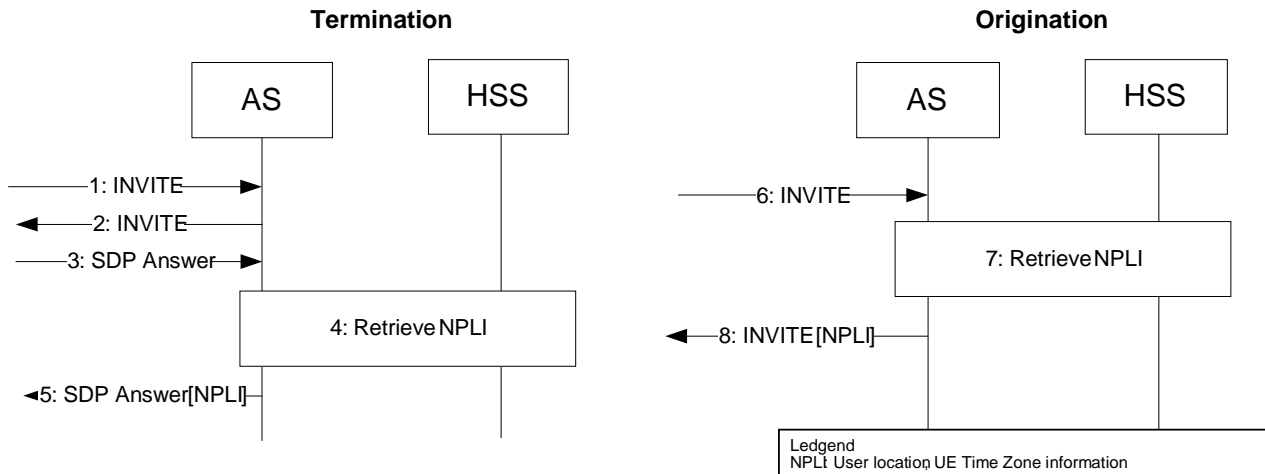 Termination
AS
HSS
1: INVITE
2: INVITE
3: SDP Answer
4: Retrieve NPLI
5: SDP Answer[NPLI]
Origination
AS
HSS
6: INVITE
7: Retrieve NPLI
8: INVITE[NPLI]
Ledgend
NPLI: User location, UE Time Zone information